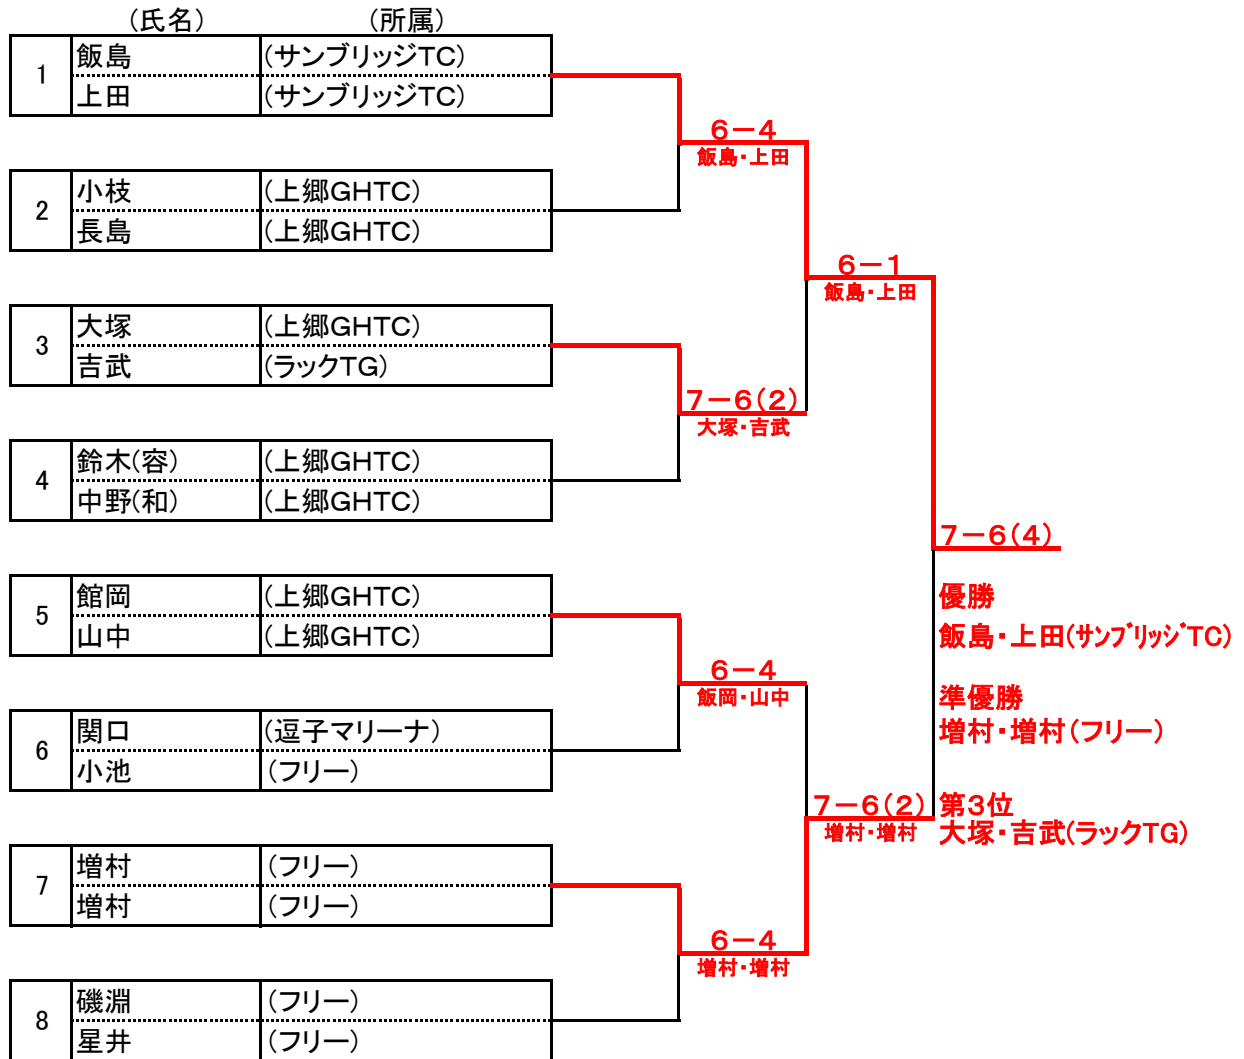 （氏名） （所属）
1 飯島 （サンブリッジTC）
上田 （サンブリッジTC）
6－4
飯島・上田
2 小枝 （上郷GHTC）
長島 （上郷GHTC）
6－1
飯島・上田
3 大塚 （上郷GHTC）
吉武 （ラックTG）
7－6（2）
大塚・吉武
4 鈴木(容) （上郷GHTC）
中野(和) （上郷GHTC）
7－6（4）
5 館岡 （上郷GHTC）
山中 （上郷GHTC）
優勝
飯島・上田(ｻﾝﾌﾞﾘｯｼﾞTC)
6－4
飯岡・山中
準優勝
増村・増村（フリー）
6 関口 （逗子マリーナ）
小池 （フリー）
7－6（2）
増村・増村
第3位
大塚・吉武(ラックTG)
7 増村 （フリー）
増村 （フリー）
6－4
増村・増村
8 磯淵 （フリー）
星井 （フリー）